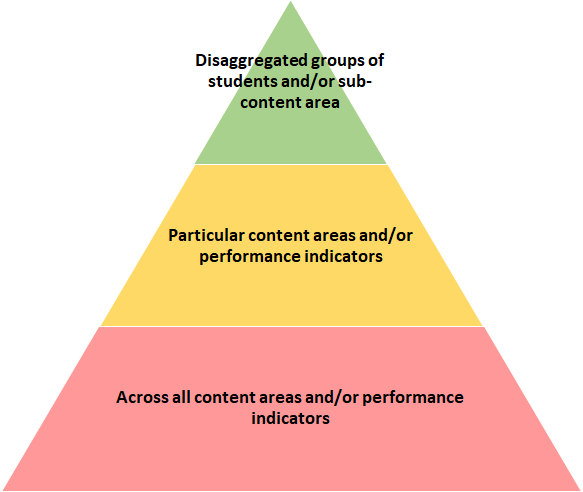 Disaggregated groups of
students and/or sub-
content area
Particular content areas and/or
performance indicators
Across all content areas and/or performance
indicators